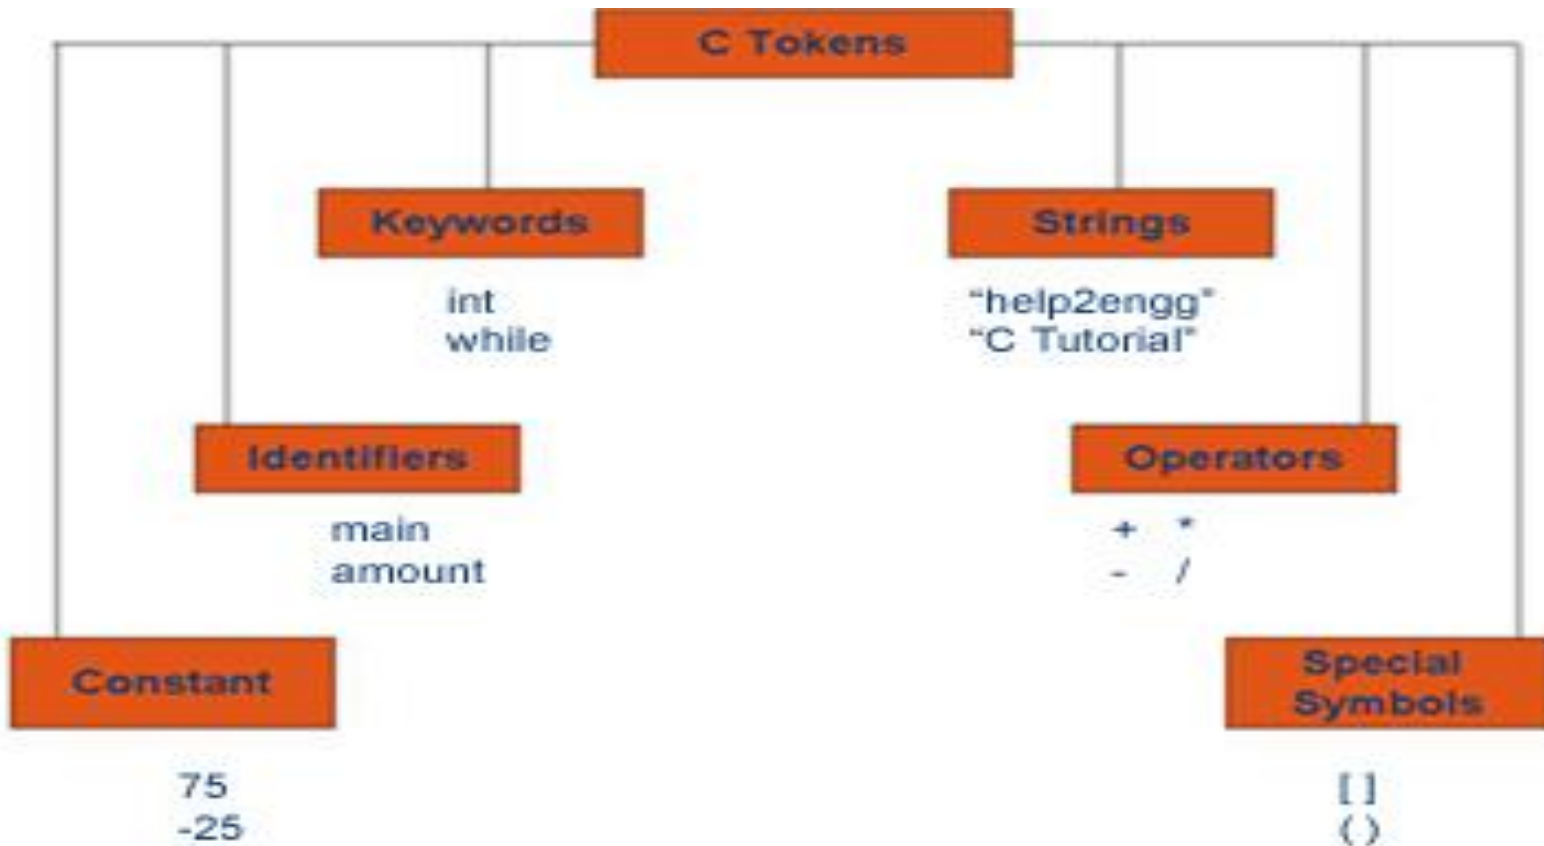 C Tokens
Keywords
int
while
Strings
“help2engg”
“C Tutorial”
Identifiers
main
amount
Operators
+ *
- /
Constant
75
-25
Special
Symbols
[ ]
( )